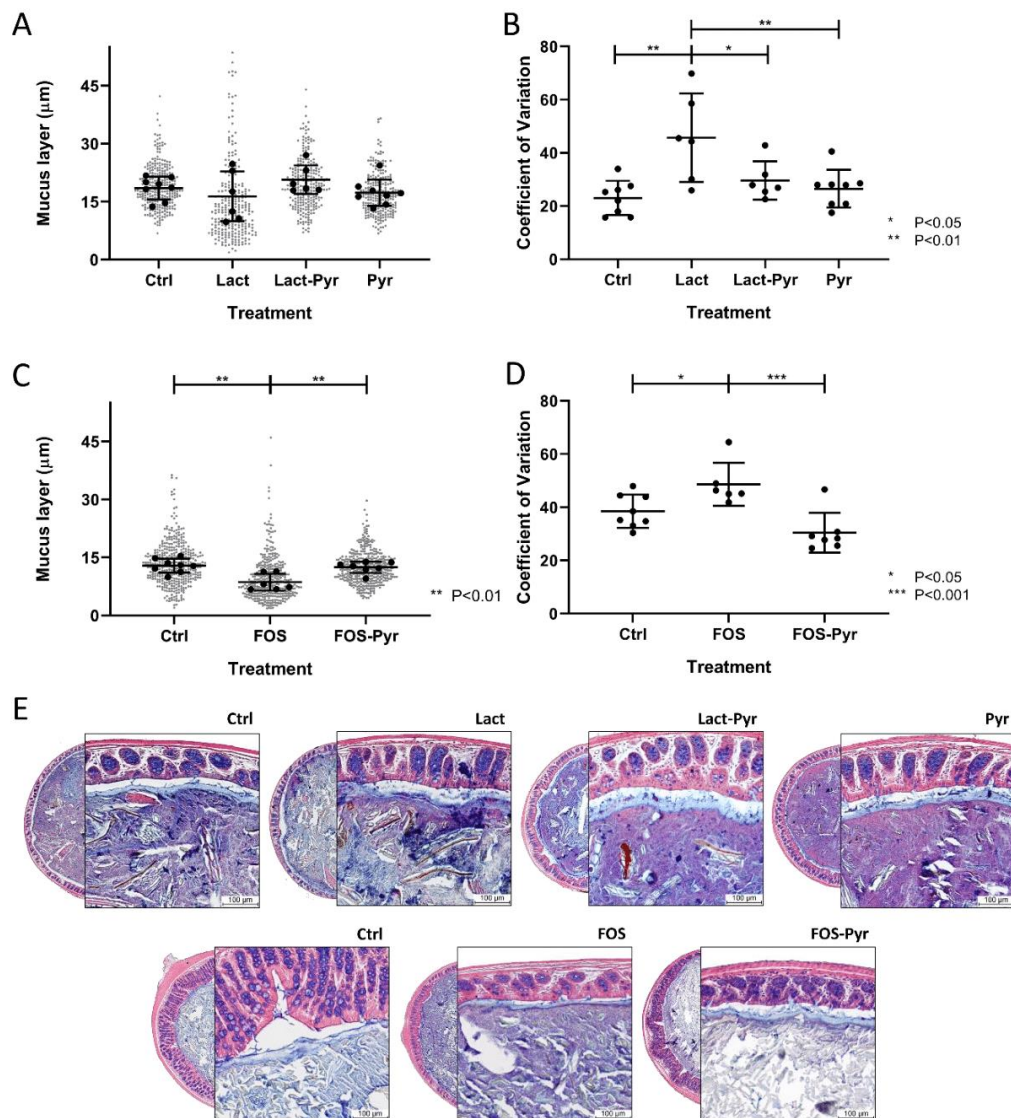 A
Mucus layer (μm)
45
30
15
0
Ctrl Lact Lact-Pyr Pyr
Treatment
B
Coefficient of Variation
80
60
40
20
0
** * **
Ctrl Lact Lact-Pyr Pyr
Treatment
* P<0.05
** P<0.01
C
Mucus layer (μm)
45
30
15
0
** **
Ctrl FOS FOS-Pyr
Treatment
** P<0.01
D
Coefficient of Variation
80
60
40
20
0
* ***
Ctrl FOS FOS-Pyr
Treatment
* P<0.05
*** P<0.001
E
Ctrl Lact Lact-Pyr Pyr
100 μm 100 μm 100 μm 100 μm
Ctrl FOS FOS-Pyr
100 μm 100 μm 100 μm